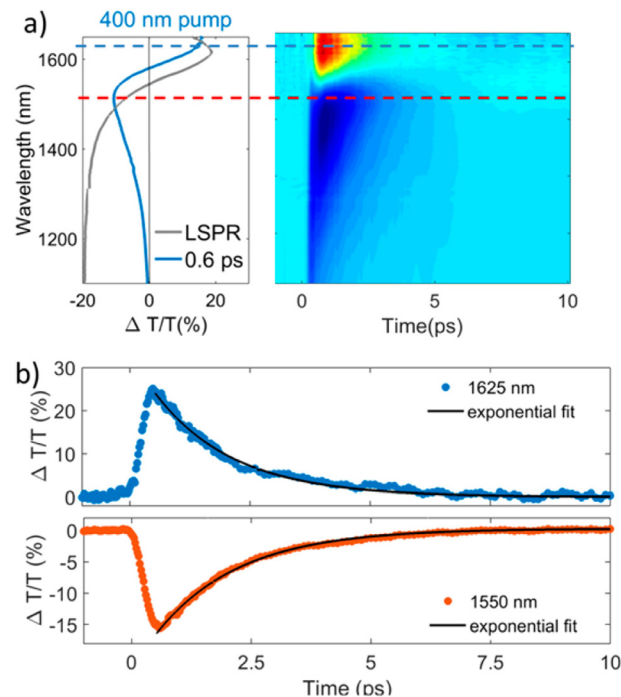 a)
400 nm pump
Wavelength (nm)
1600
1400
1200
LSPR
0.6 ps
-20
0
20
Δ T/T(%)
0
5
10
Time(ps)
b)
Δ T/T (%)
30
20
10
0
1625 nm
exponential fit
Δ T/T (%)
0
-5
-10
-15
1550 nm
exponential fit
0
2.5
5
7.5
10
Time (ps)